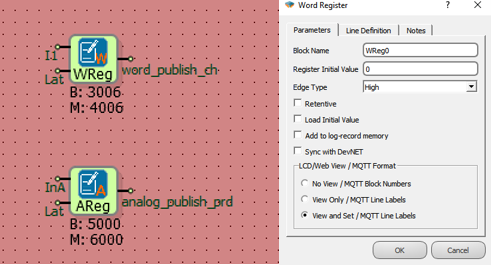 I.1
W
WReg
Lat
word_publish_ch
B: 3006
M: 4006
InA
A
AReg
Lat
analog_publish_prd
B: 5000
M: 6000
Word Register
Parameters
Line Definition
Notes
Block Name
WReg0
Register Initial Value
0
Edge Type
High
Retentive
Load Initial Value
Add to log-record memory
Sync with DevNET
LCD/Web View / MQTT Format
No View / MQTT Block Numbers
View Only / MQTT Line Labels
View and Set / MQTT Line Labels
OK
Cancel